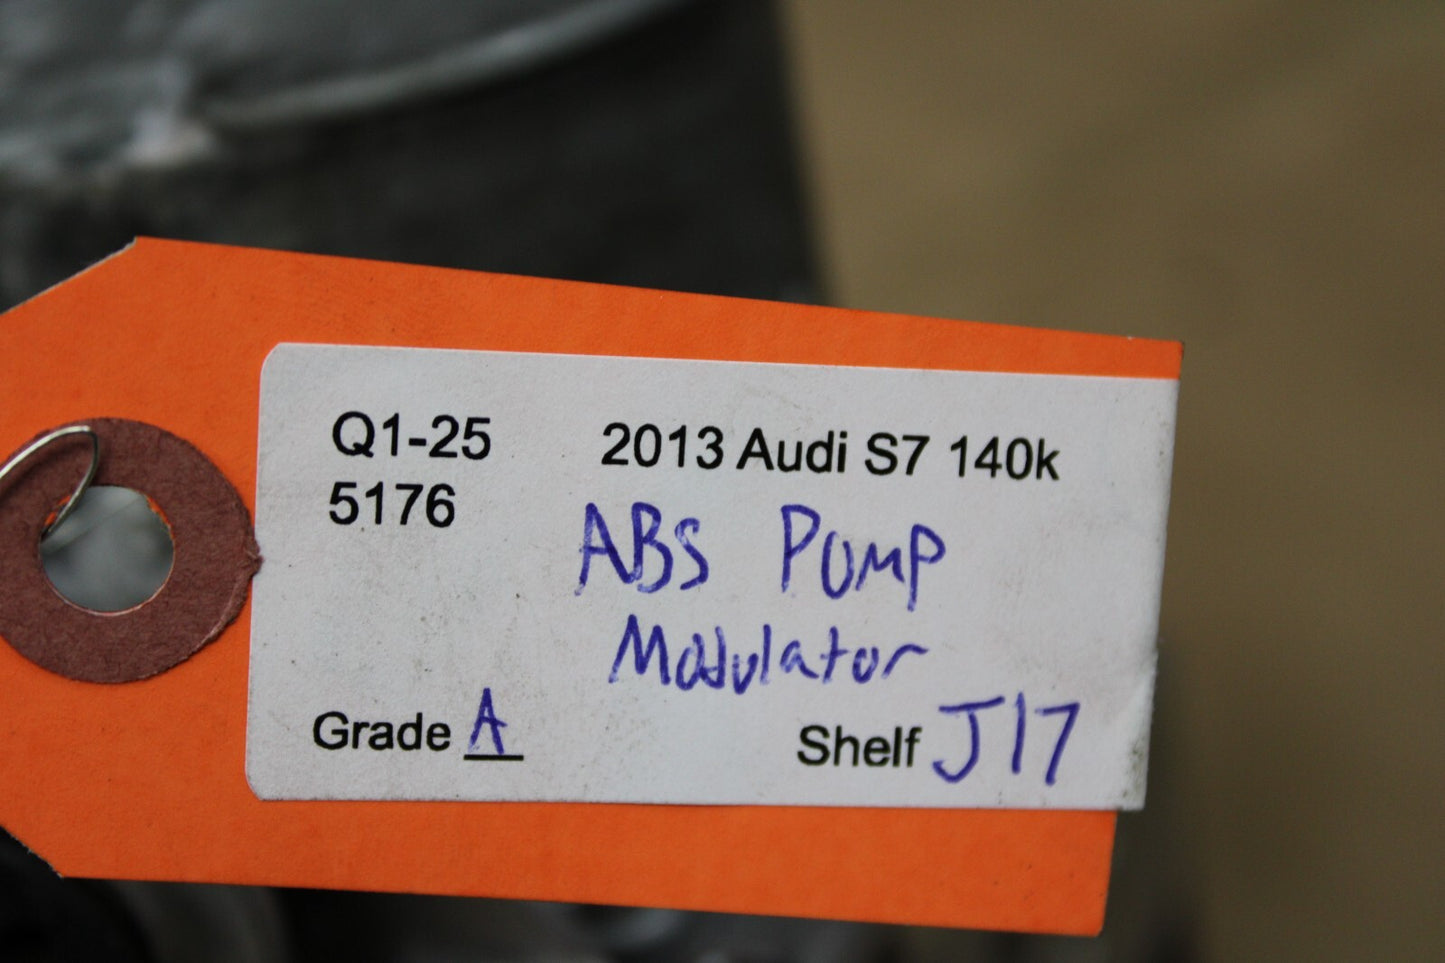 Q1-25 2013 Audi S7 140k
5176 ABS Pump
Modulator
Grade A Shelf J17